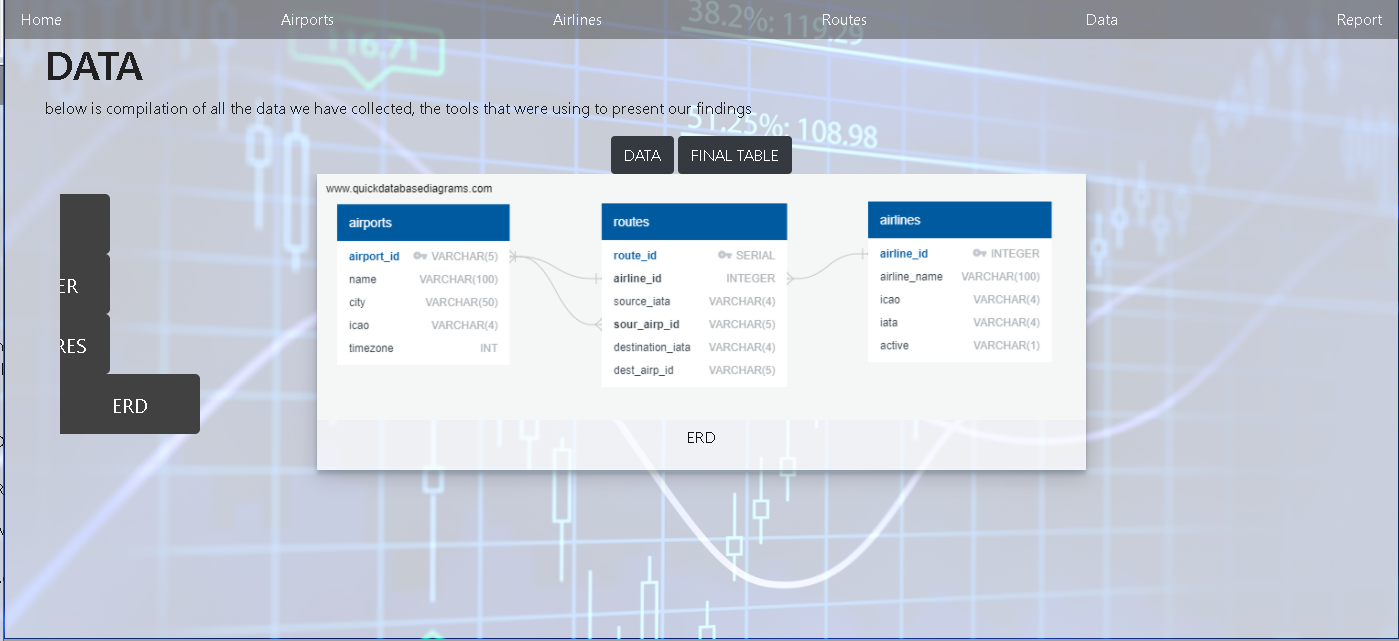 Home Airports Airlines Routes Data Report
38.2%: 119.29
116.71
DATA
below is compilation of all the data we have collected, the tools that were using to present our findings
51.25%: 108.98
DATA FINAL TABLE
www.quickdatabasediagrams.com
airports
airport_id VARCHAR(5)
name VARCHAR(100)
city VARCHAR(50)
icao VARCHAR(4)
timezone INT
routes
route_id SERIAL
airline_id INTEGER
source_iata VARCHAR(4)
sour_airp_id VARCHAR(5)
destination_iata VARCHAR(4)
dest_airp_id VARCHAR(5)
airlines
airline_id INTEGER
airline_name VARCHAR(100)
icao VARCHAR(4)
iata VARCHAR(4)
active VARCHAR(1)
ER
RES
ERD
ERD